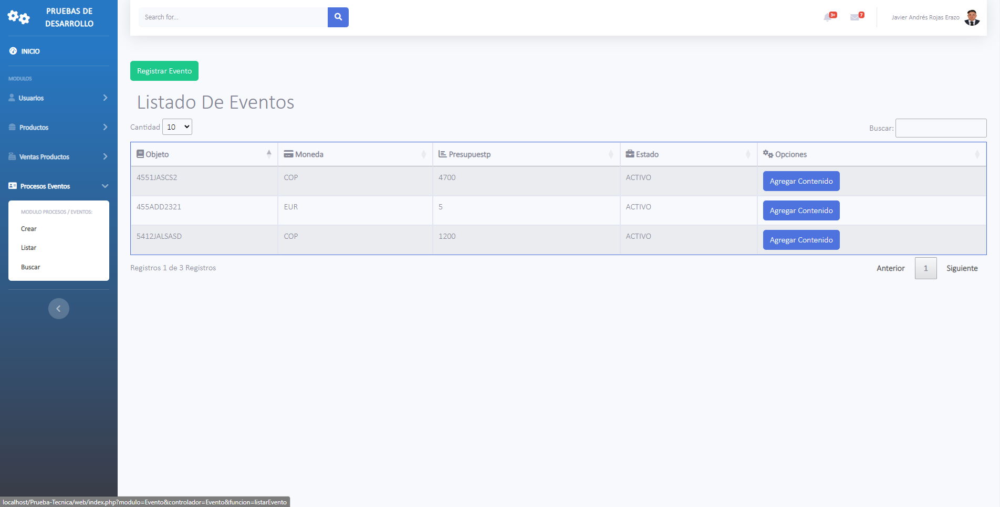 PRUEBAS DE
DESARROLLO
INICIO
MODULOS
Usuarios
Productos
Ventas Productos
Procesos Eventos
MODULO PROCESOS / EVENTOS:
Crear
Listar
Buscar
Search for...
3+
7
Javier Andrés Rojas Erazo
Registrar Evento
Listado De Eventos
Cantidad 10
Buscar:
Objeto Moneda Presupuestp Estado Opciones
4551JASCS2 COP 4700 ACTIVO Agregar Contenido
455ADD2321 EUR 5 ACTIVO Agregar Contenido
5412JALSASD COP 1200 ACTIVO Agregar Contenido
Registros 1 de 3 Registros
Anterior 1 Siguiente
localhost/Prueba-Tecnica/web/index.php?modulo=Evento&controlador=Evento&funcion=listarEvento